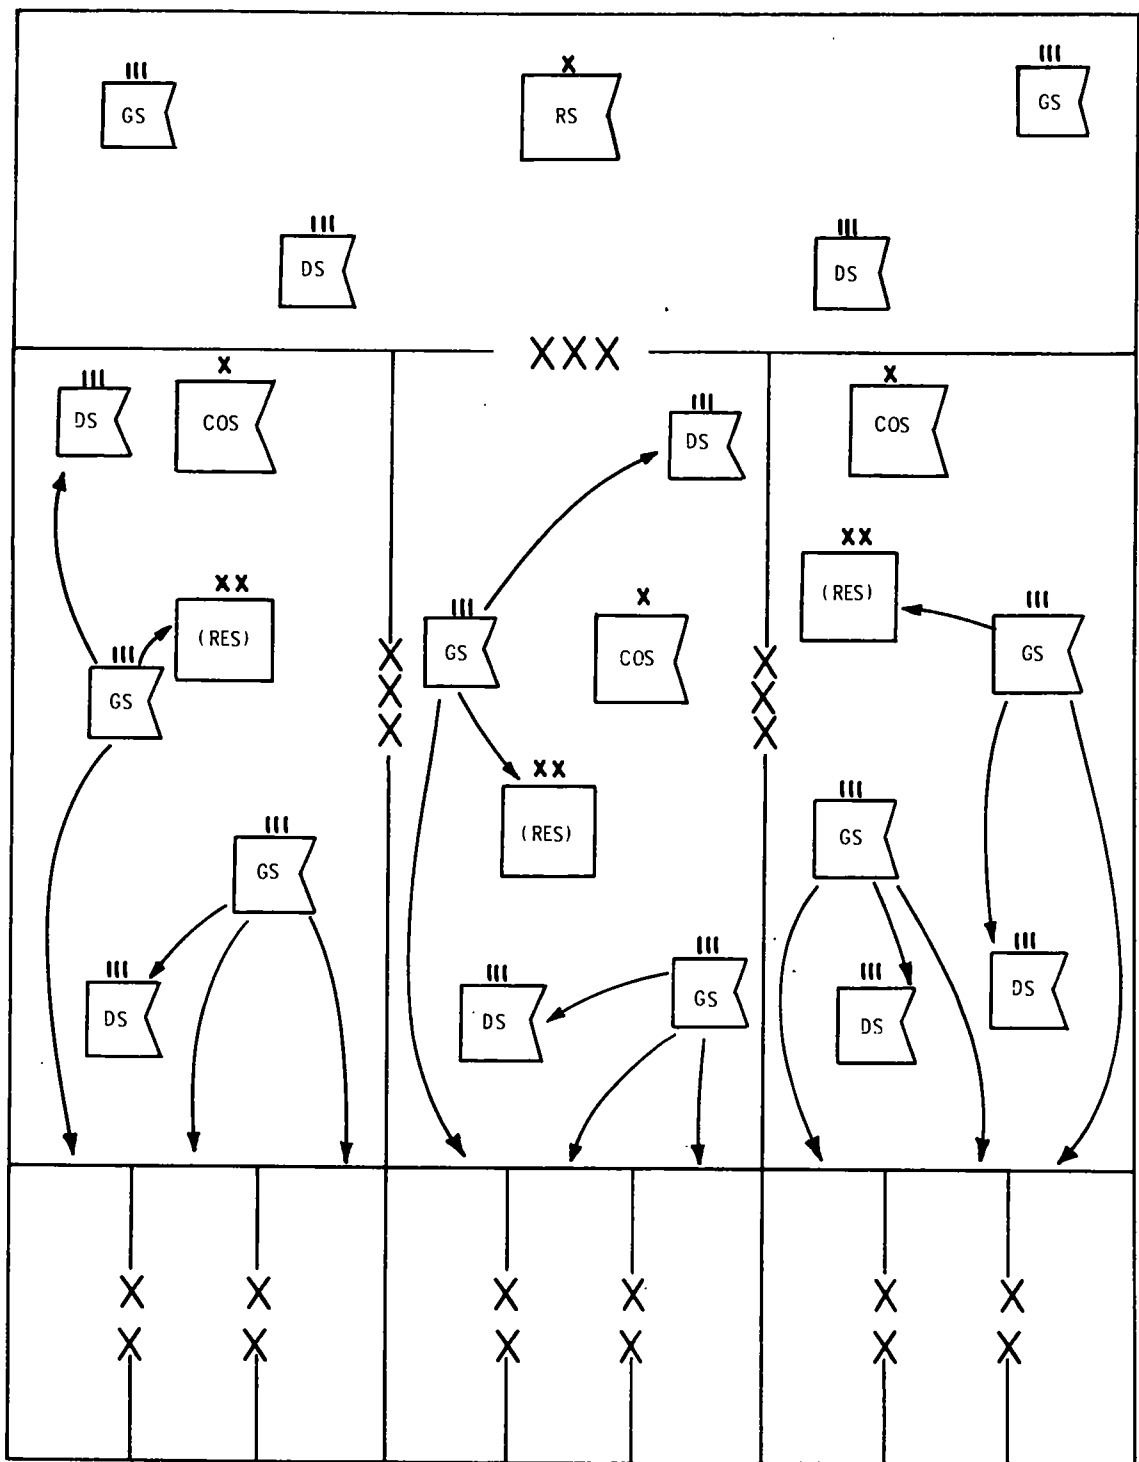 III X III
GS RS GS
III III
DS DS
XXX
III X X
DS COS COS
III
DS
XX XX X III
(RES) (RES) COS GS
III III
GS GS
X X
X X
X X
XX
(RES)
III III
GS GS
III III III III III
DS DS GS DS DS
X X X X X X
X X X X X X